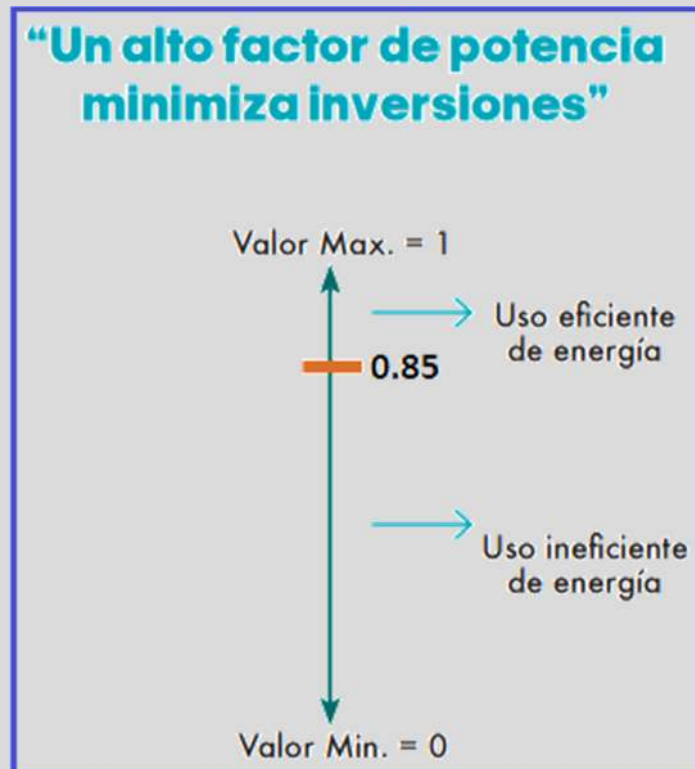 “Un alto factor de potencia
minimiza inversiones”
Valor Max. = 1
Uso eficiente
de energía
0.85
Uso ineficiente
de energía
Valor Min. = 0